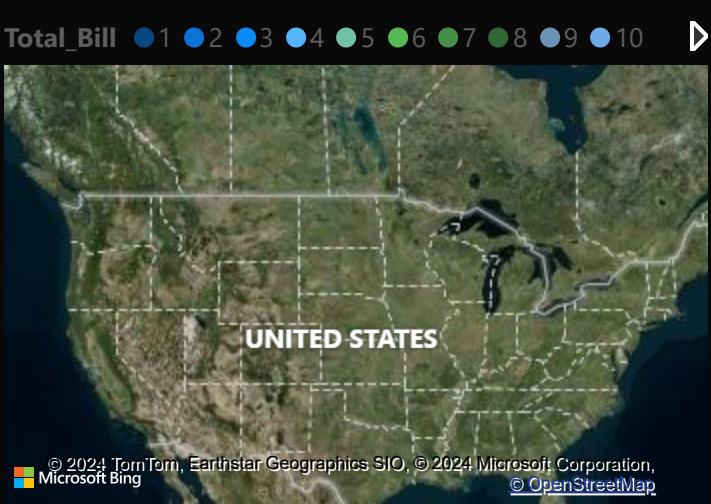 Total_Bill 1 2 3 4 5 6 7 8 9 10
UNITED STATES
© 2024 TomTom, Earthstar Geographics SIO, © 2024 Microsoft Corporation,
Microsoft Bing
© OpenStreetMap